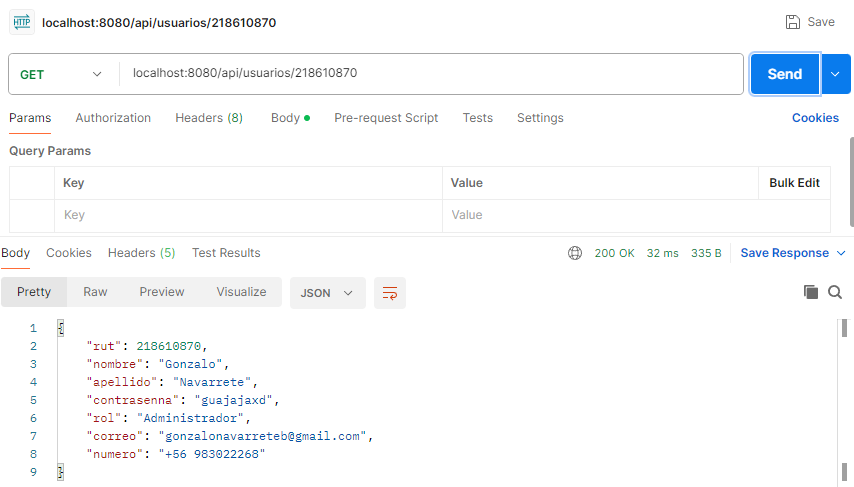 HTTP localhost:8080/api/usuarios/218610870 Save
GET localhost:8080/api/usuarios/218610870 Send
Params Authorization Headers (8) Body Pre-request Script Tests Settings Cookies
Query Params
Key Value Bulk Edit
Key Value
Body Cookies Headers (5) Test Results 200 OK 32 ms 335 B Save Response
Pretty Raw Preview Visualize JSON
1 {
2 "rut": 218610870,
3 "nombre": "Gonzalo",
4 "apellido": "Navarrete",
5 "contrasenna": "guajajaxd",
6 "rol": "Administrador",
7 "correo": "gonzalonavarreteb@gmail.com",
8 "numero": "+56 983022268"
9 }